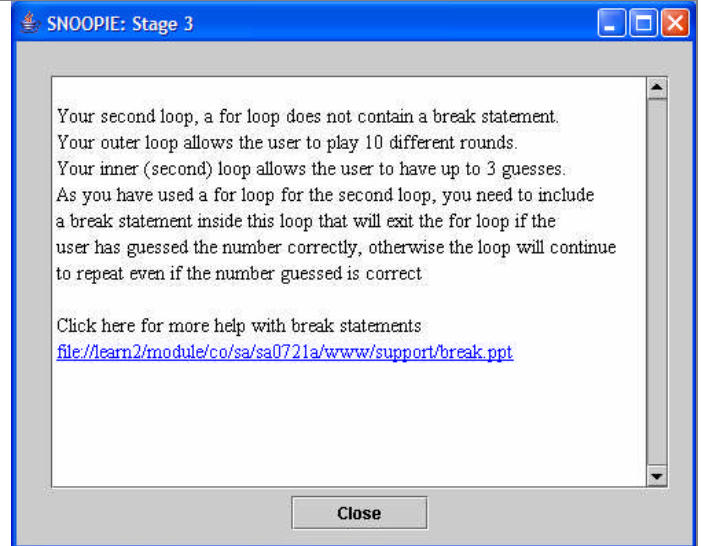 SNOOPIE: Stage 3
Your second loop, a for loop does not contain a break statement.
Your outer loop allows the user to play 10 different rounds.
Your inner (second) loop allows the user to have up to 3 guesses.
As you have used a for loop for the second loop, you need to include
a break statement inside this loop that will exit the for loop if the
user has guessed the number correctly, otherwise the loop will continue
to repeat even if the number guessed is correct
Click here for more help with break statements
file://learn2/module/co/sa/sa0721a/www/support/break.ppt
Close